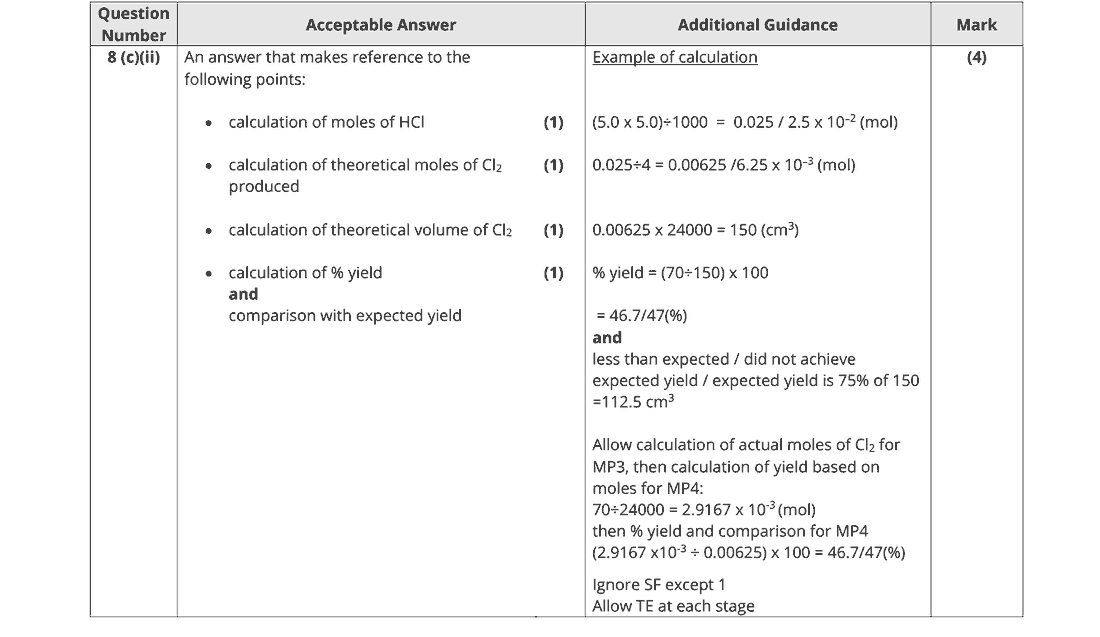 Question Number Acceptable Answer Additional Guidance Mark
8 (c)(ii) An answer that makes reference to the Example of calculation (4)
following points:
• calculation of moles of HCl (1) (5.0 x 5.0)÷1000 = 0.025 / 2.5 x 10⁻² (mol)
• calculation of theoretical moles of Cl₂ (1) 0.025÷4 = 0.00625 /6.25 x 10⁻³ (mol)
produced
• calculation of theoretical volume of Cl₂ (1) 0.00625 x 24000 = 150 (cm³)
• calculation of % yield (1) % yield = (70÷150) x 100
and
comparison with expected yield = 46.7/47(%)
and
less than expected / did not achieve
expected yield / expected yield is 75% of 150
=112.5 cm³
Allow calculation of actual moles of Cl₂ for
MP3, then calculation of yield based on
moles for MP4:
70÷24000 = 2.9167 x 10⁻³ (mol)
then % yield and comparison for MP4
(2.9167 x10⁻³ ÷ 0.00625) x 100 = 46.7/47(%)
Ignore SF except 1
Allow TE at each stage